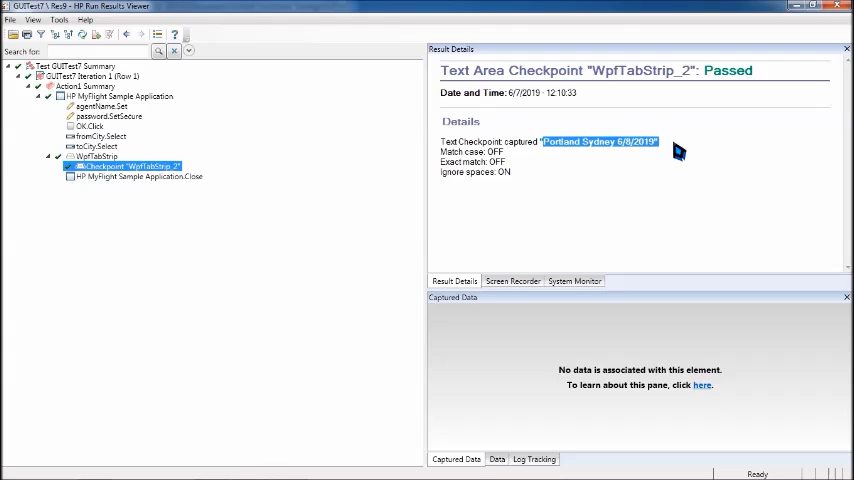 GUITest7 \ Res9 - HP Run Results Viewer
File View Tools Help
Search for:
Test GUITest7 Summary
GUITest7 Iteration 1 (Row 1)
Action1 Summary
HP MyFlight Sample Application
agentName.Set
password.SetSecure
OK.Click
fromCity.Select
toCity.Select
WpfTabStrip
Checkpoint "WpfTabStrip_2"
HP MyFlight Sample Application.Close
Result Details
Text Area Checkpoint "WpfTabStrip_2": Passed
Date and Time: 6/7/2019 - 12:10:33
Details
Text Checkpoint: captured "Portland Sydney 6/8/2019"
Match case: OFF
Exact match: OFF
Ignore spaces: ON
Result Details Screen Recorder System Monitor
Captured Data
No data is associated with this element.
To learn about this pane, click here.
Captured Data Data Log Tracking
Ready